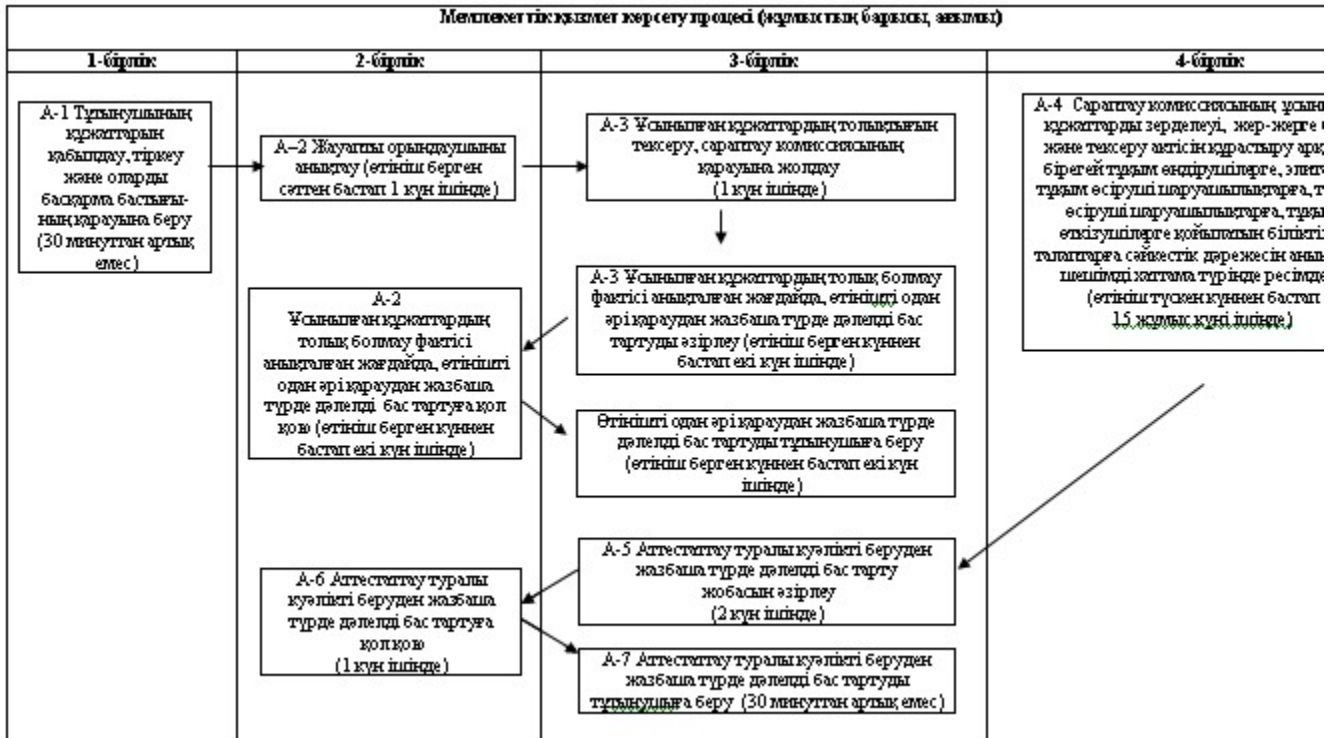 Мемлекеттік қызмет көрсету процесі (жұмыстың барысы, ағымы)
1-бірлік
2-бірлік
3-бірлік
4-бірлік
А-1 Тұтынушының
құжаттарын
қабылдау, тіркеу
және оларды
басқарма бастығы-
ның қарауына беру
(30 минуттан артық
емес)
А–2 Жауапты орындаушыны
анықтау (өтініш берген
сәттен бастап 1 күн ішінде)
А-3 Ұсынылған құжаттардың толықтығын
тексеру, сараптау комиссиясының
қарауына жолдау
(1 күн ішінде)
А-4 Сараптау комиссиясының
құжаттарды зерделеуі, жер-жерге
және тексеру актісін құрастыру
бірегей тұқым өндірушілерге,
тұқым өсіруші шаруашылықтарға,
өсіруші шаруашылықтарға,
өткізушілерге қойылатын
талаптарға сәйкестік дәрежесін
шешімді хаттама түрінде
(өтініш түскен күннен бастап
15 жұмыс күні ішінде)
А-3 Ұсынылған құжаттардың толық болмау
фактісі анықталған жағдайда, өтінішті одан
әрі қараудан жазбаша түрде дәлелді бас
тартуды әзірлеу (өтініш берген күннен
бастап екі күн ішінде)
А-2
Ұсынылған құжаттардың
толық болмау фактісі
анықталған жағдайда, өтінішті
одан әрі қараудан жазбаша
түрде дәлелді бас тартуға қол
қою (өтініш берген күннен
бастап екі күн ішінде)
Өтінішті одан әрі қараудан жазбаша түрде
дәлелді бас тартуды тұтынушыға беру
(өтініш берген күннен бастап екі күн
ішінде)
А-5 Аттестаттау туралы куәлікті беруден
жазбаша түрде дәлелді бас тарту
жобасын әзірлеу
(2 күн ішінде)
А-6 Аттестаттау туралы
куәлікті беруден жазбаша
түрде дәлелді бас тартуға
қол қою
(1 күн ішінде)
А-7 Аттестаттау туралы куәлікті беруден
жазбаша түрде дәлелді бас тартуды
тұтынушыға беру (30 минуттан артық емес)